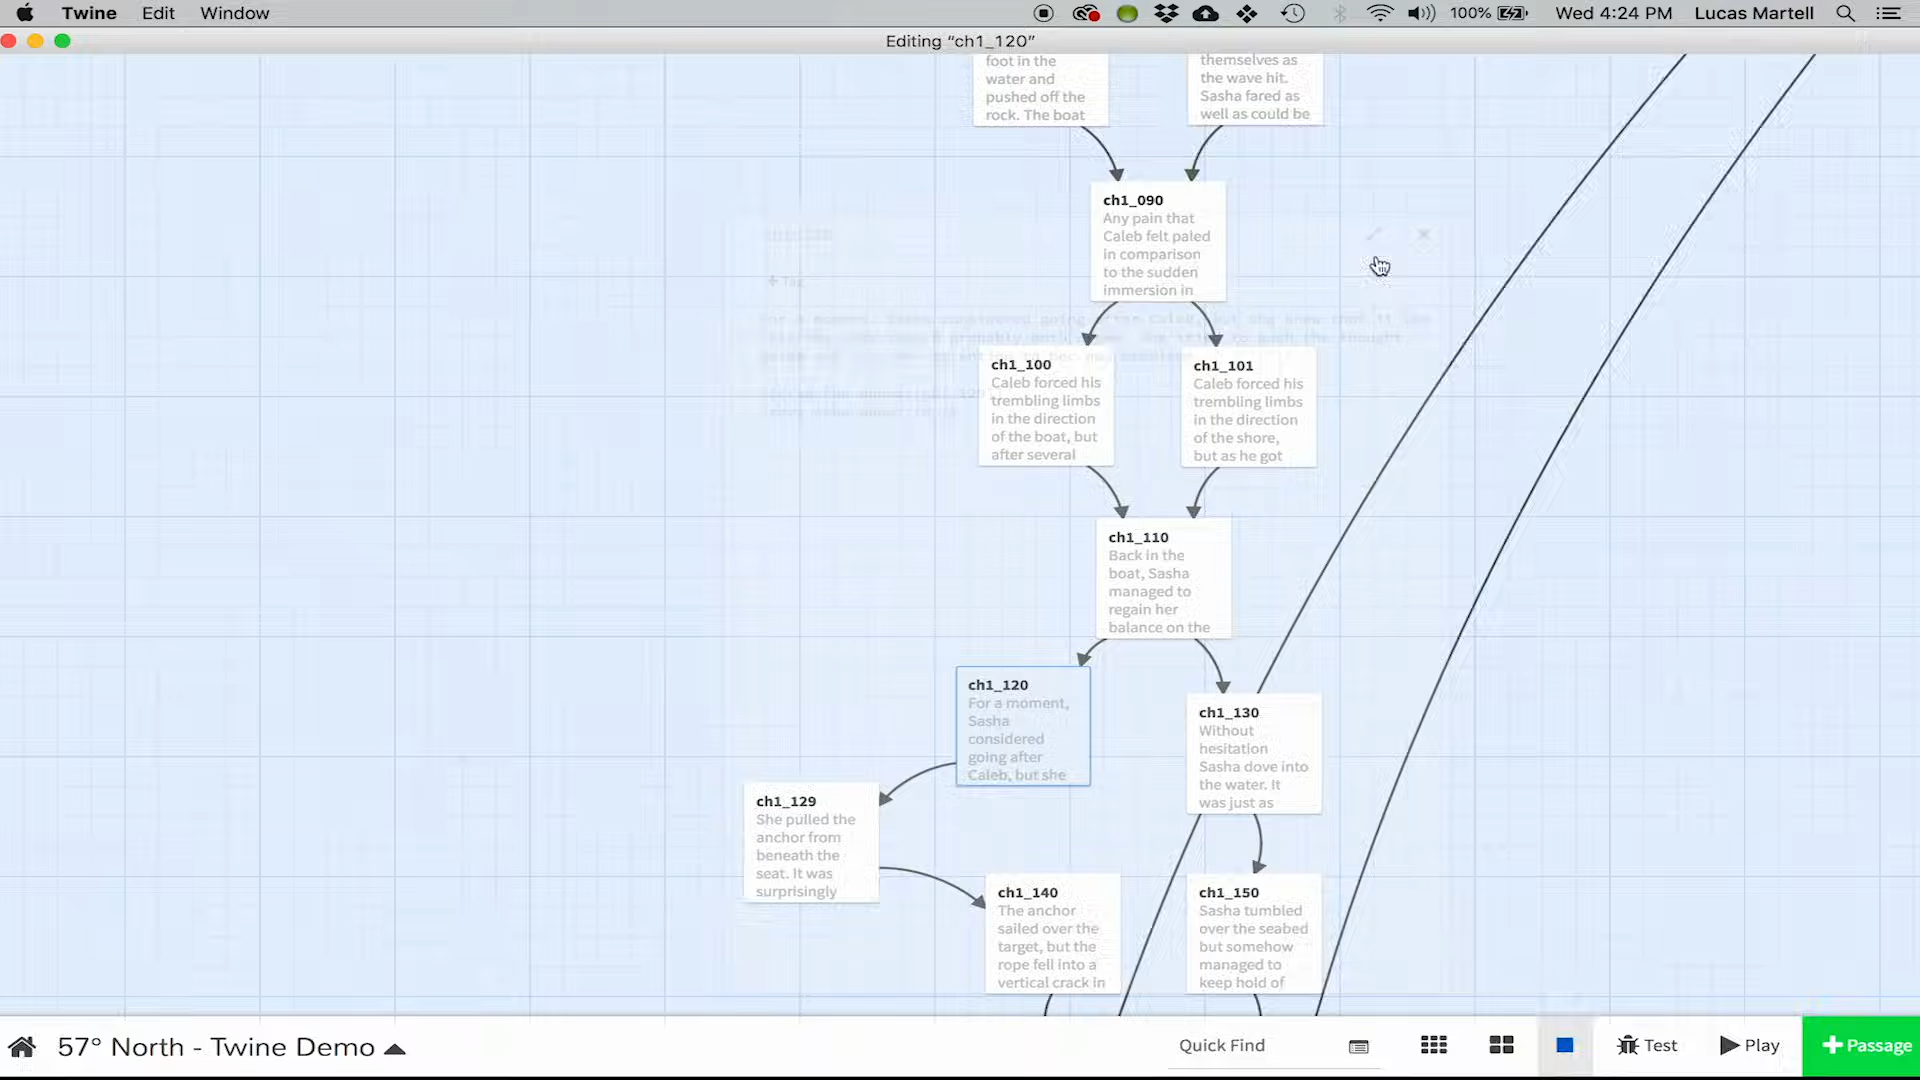 Twine Edit Window
100% Wed 4:24 PM Lucas Martell
Editing “ch1_120”
foot in the
water and
pushed off the
rock. The boat
themselves as
the wave hit.
Sasha fared as
well as could be
ch1_090
Any pain that
Caleb felt paled
in comparison
to the sudden
immersion in
+ Tag
ch1_100
Caleb forced his
trembling limbs
in the direction
of the boat, but
after several
ch1_101
Caleb forced his
trembling limbs
in the direction
of the shore,
but as he got
ch1_110
Back in the
boat, Sasha
managed to
regain her
balance on the
ch1_120
For a moment,
Sasha
considered
going after
Caleb, but she
ch1_130
Without
hesitation
Sasha dove into
the water. It
was just as
ch1_129
She pulled the
anchor from
beneath the
seat. It was
surprisingly
ch1_140
The anchor
sailed over the
target, but the
rope fell into a
vertical crack in
ch1_150
Sasha tumbled
over the seabed
but somehow
managed to
keep hold of
57° North - Twine Demo
Quick Find
Test
Play
+Passage